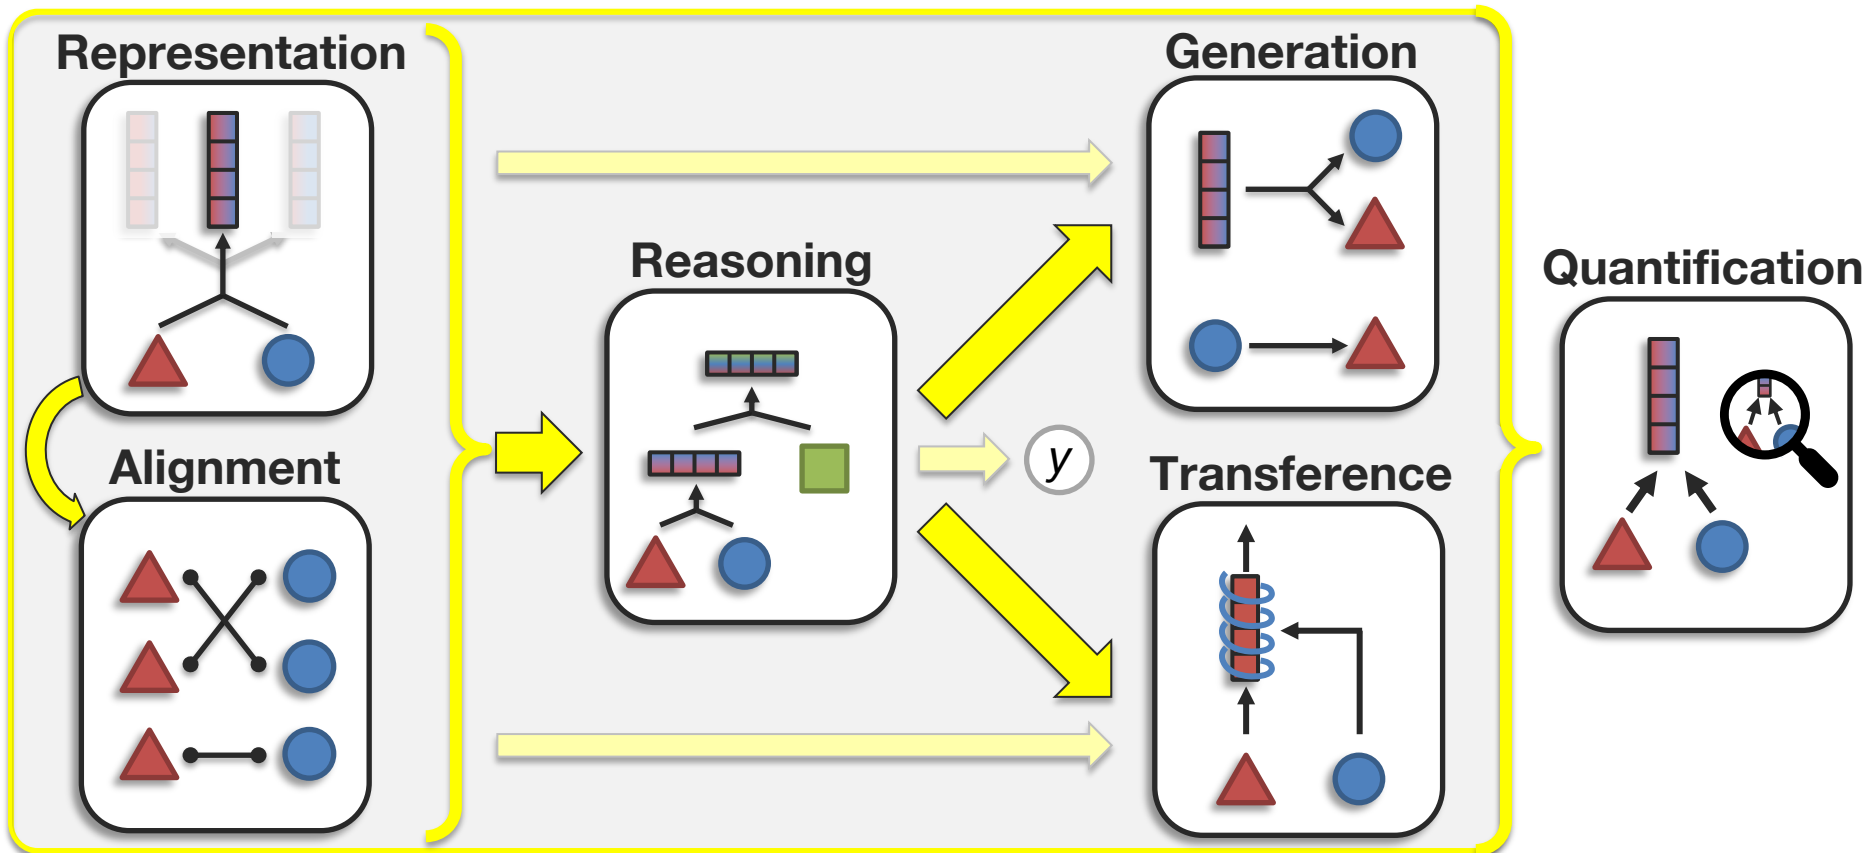 Representation
Alignment
Reasoning
y
Generation
Transference
Quantification